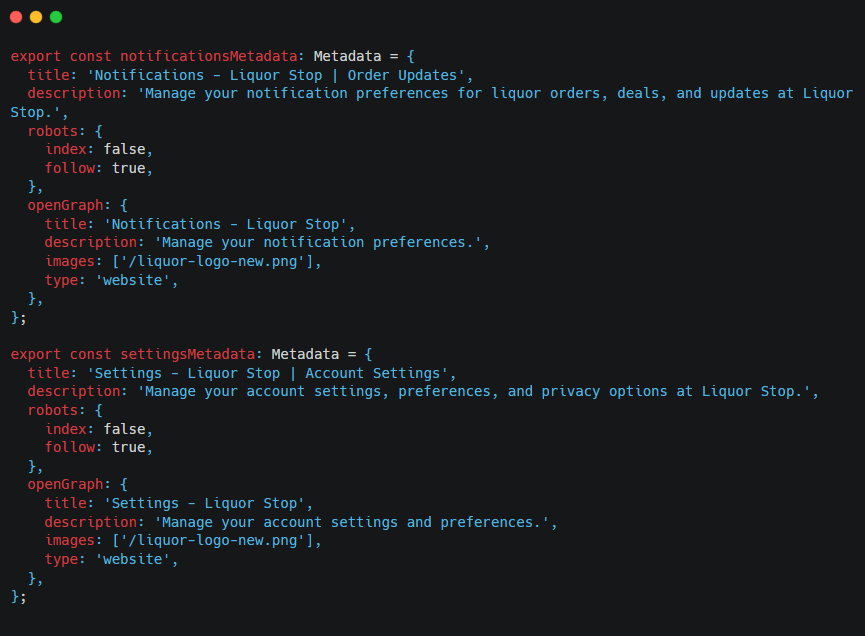 export const notificationsMetadata: Metadata = {
  title: 'Notifications - Liquor Stop | Order Updates',
  description: 'Manage your notification preferences for liquor orders, deals, and updates at Liquor
Stop.',
  robots: {
    index: false,
    follow: true,
  },
  openGraph: {
    title: 'Notifications - Liquor Stop',
    description: 'Manage your notification preferences.',
    images: ['/liquor-logo-new.png'],
    type: 'website',
  },
};

export const settingsMetadata: Metadata = {
  title: 'Settings - Liquor Stop | Account Settings',
  description: 'Manage your account settings, preferences, and privacy options at Liquor Stop.',
  robots: {
    index: false,
    follow: true,
  },
  openGraph: {
    title: 'Settings - Liquor Stop',
    description: 'Manage your account settings and preferences.',
    images: ['/liquor-logo-new.png'],
    type: 'website',
  },
};